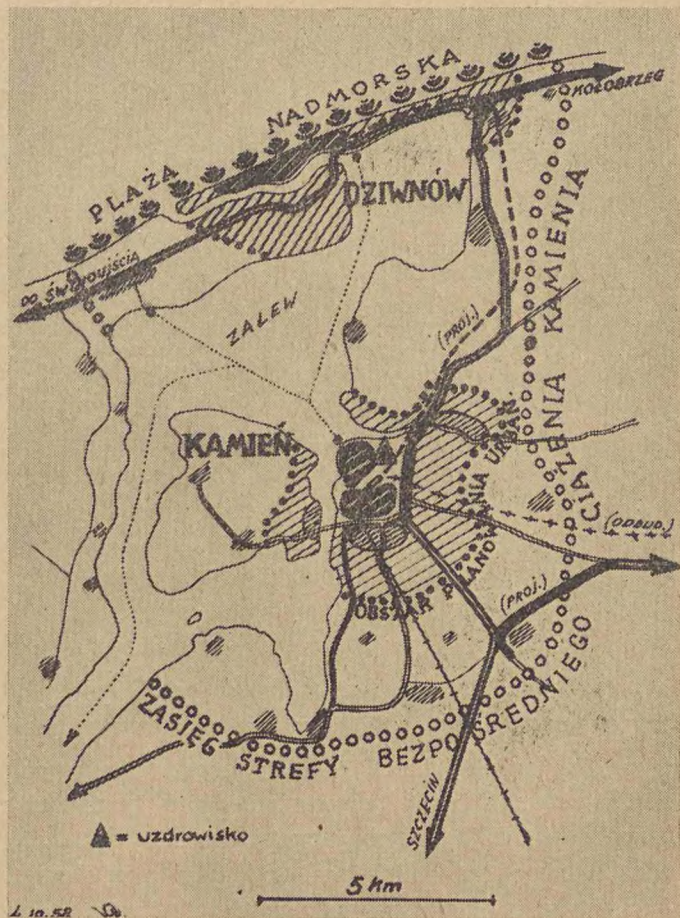 PLAŻA NADMORSKA
KOŁOBRZEG
DZIWNÓW
DO ŚWINOUJŚCIA
ZALEW
(PROJ.)
KAMIEŃ
OBSZAR PLANOWANIA URBAN.
(ODBUD.)
(PROJ.)
ZASIĘG STREFY BEZPOŚREDNIEGO CIĄŻENIA KAMIENIA
SZCZECIN
▲ = uzdrowisko
5 km